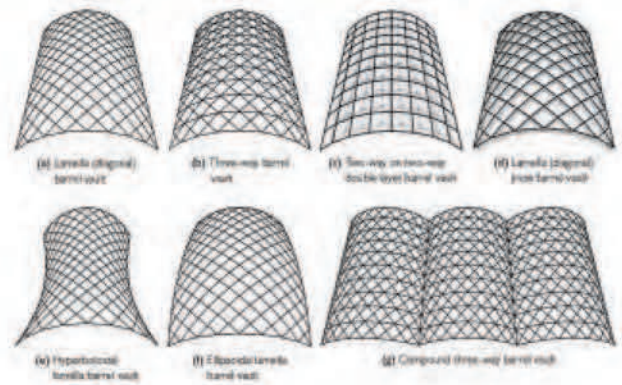 (a) Lamella (diagonal)
barrel vault
(b) Three-way barrel
vault
(c) Two-way on two-way
double layer barrel vault
(d) Lamella (diagonal)
barrel vault
(e) Hyperboloidal
lamella barrel vault
(f) Ellipsoidal lamella
barrel vault
(g) Compound three-way barrel vault